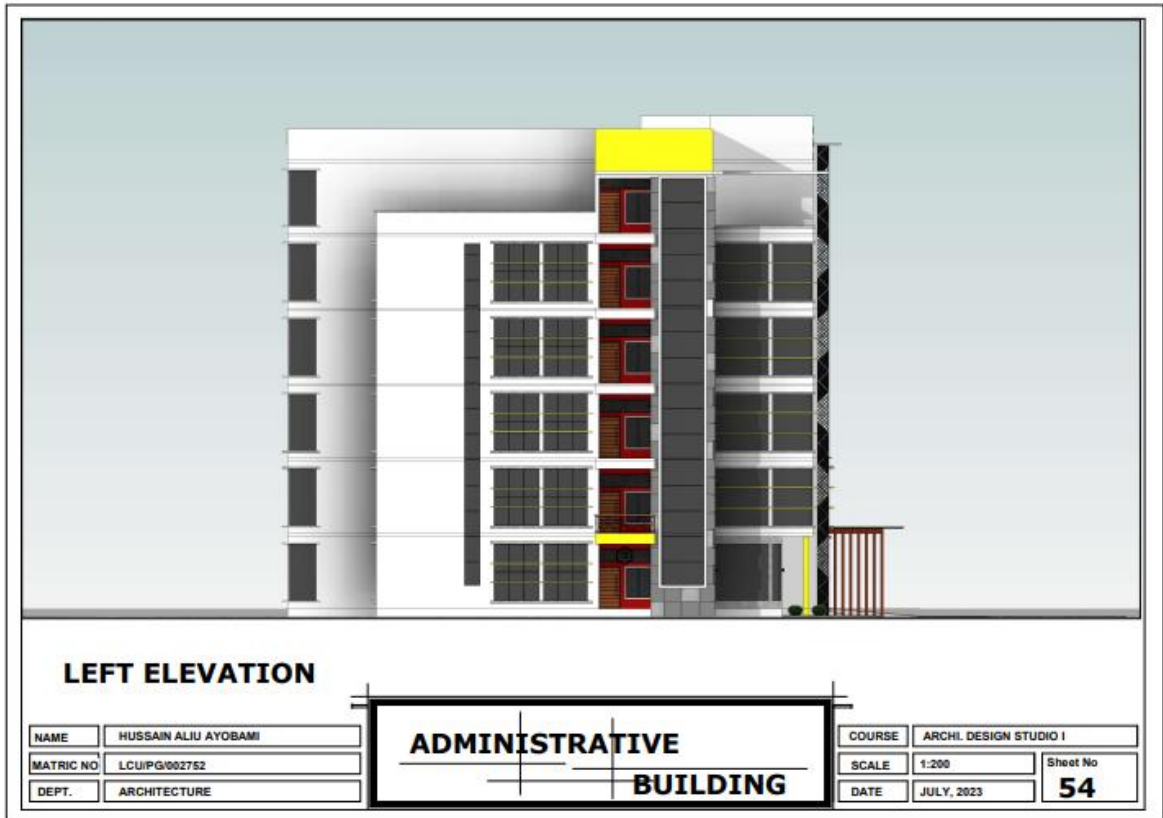 LEFT ELEVATION
NAME HUSSAIN ALIU AYOBAMI
MATRIC NO LCU/PG/002752
DEPT. ARCHITECTURE
ADMINISTRATIVE
BUILDING
COURSE ARCHI. DESIGN STUDIO I
SCALE 1:200
DATE JULY, 2023
Sheet No
54